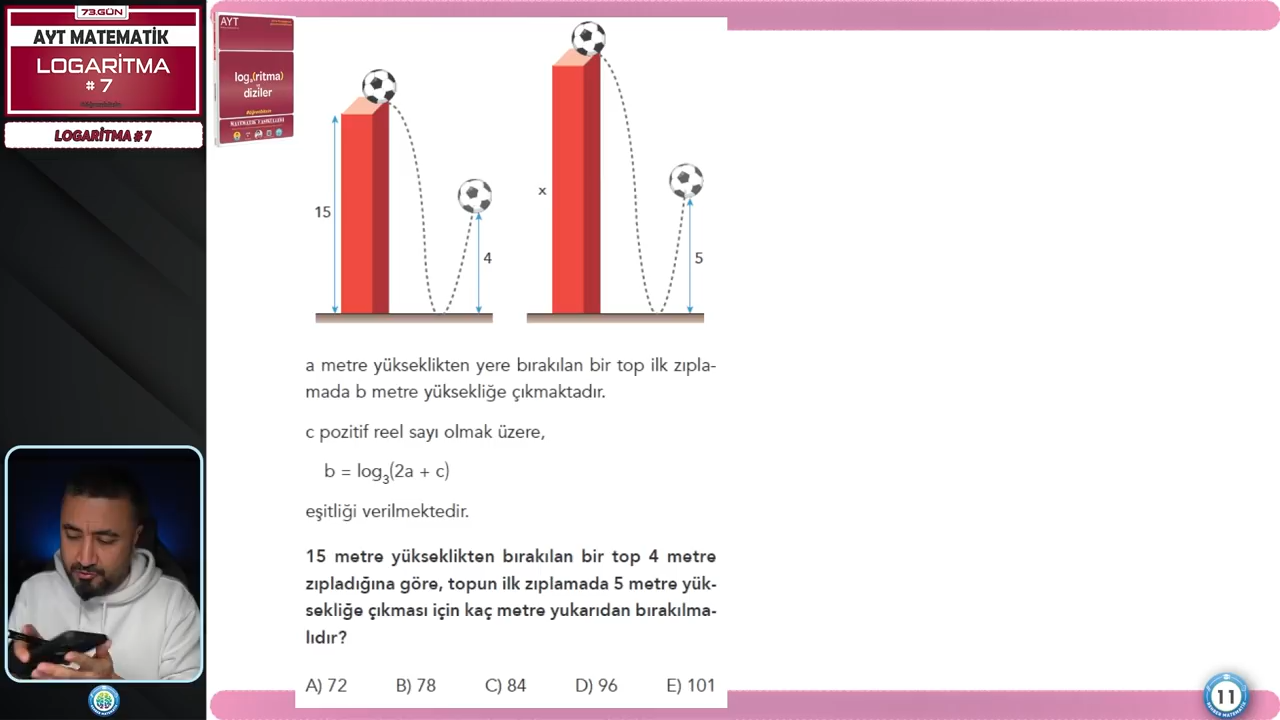 73.GÜN
AYT MATEMATİK
LOGARİTMA
# 7
LOGARİTMA # 7
AYT
log,(ritma)
diziler
15
4
x
5
a metre yükseklikten yere bırakılan bir top ilk zıpla-
mada b metre yüksekliğe çıkmaktadır.
c pozitif reel sayı olmak üzere,
b = log₃(2a + c)
eşitliği verilmektedir.
15 metre yükseklikten bırakılan bir top 4 metre
zıpladığına göre, topun ilk zıplamada 5 metre yük-
sekliğe çıkması için kaç metre yukarıdan bırakılma-
lıdır?
A) 72 B) 78 C) 84 D) 96 E) 101
11